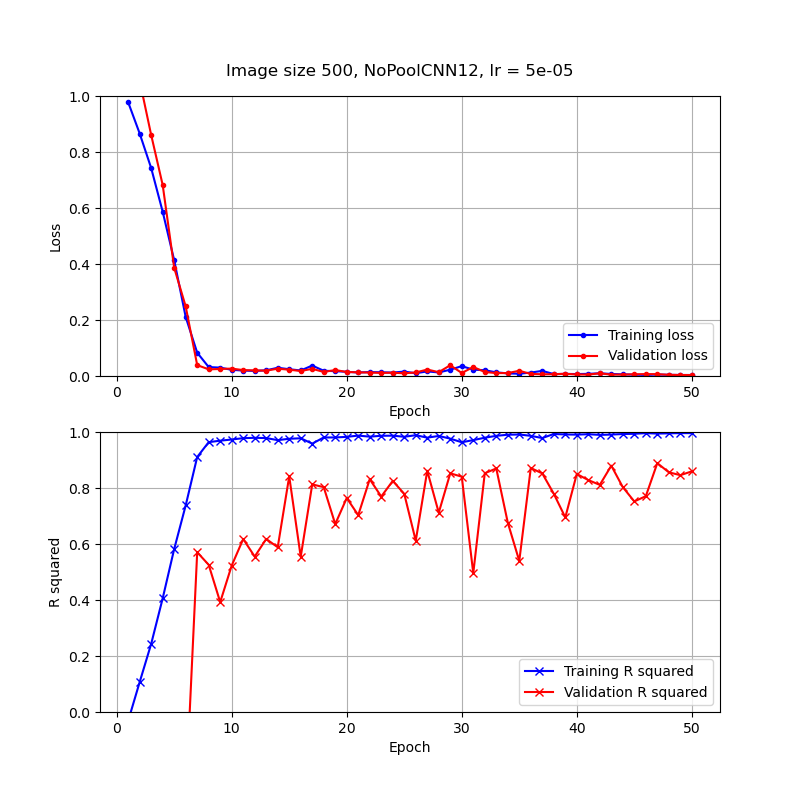 Image size 500, NoPoolCNN12, lr = 5e-05
1.0
0.8
0.6
0.4
0.2
0.0
Loss
Training loss
Validation loss
0 10 20 30 40 50
Epoch
1.0
0.8
0.6
0.4
0.2
0.0
R squared
Training R squared
Validation R squared
0 10 20 30 40 50
Epoch